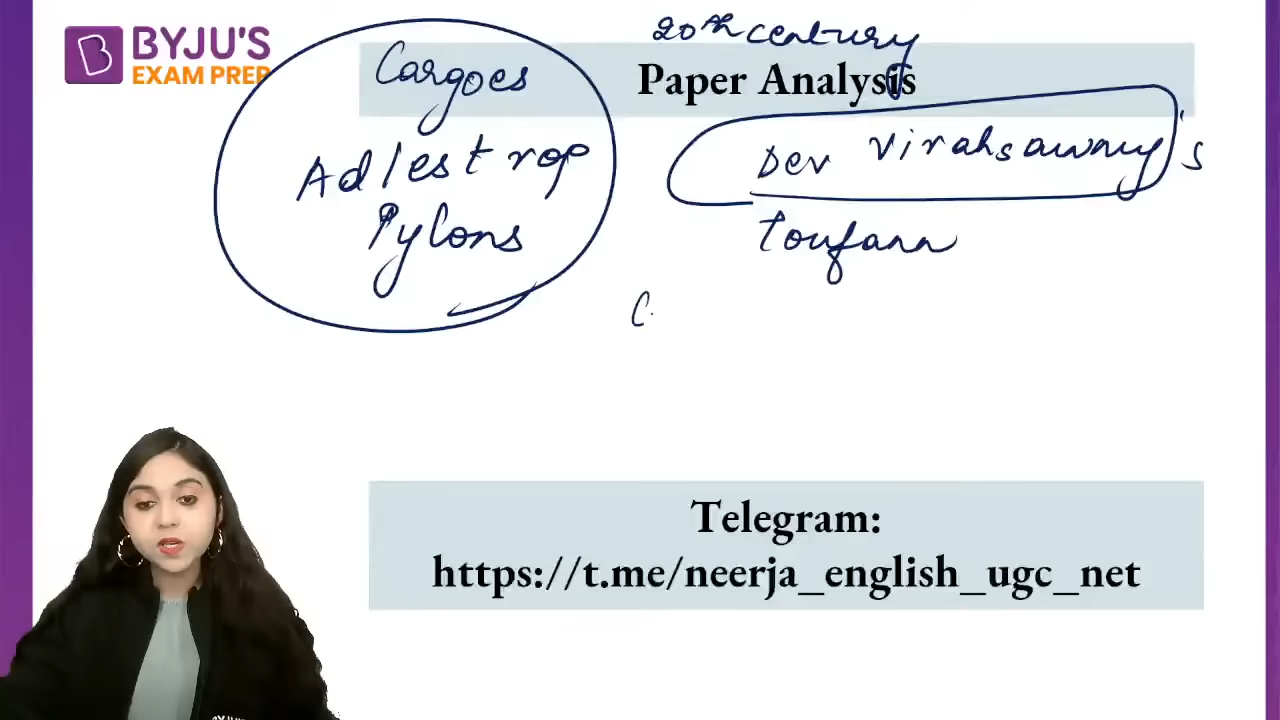 BYJU'S
EXAM PREP
20th century
Paper Analysis
Cargoes
Adlestrop
Pylons
Dev Virahsawmy's
Toufann
Telegram:
https://t.me/neerja_english_ugc_net